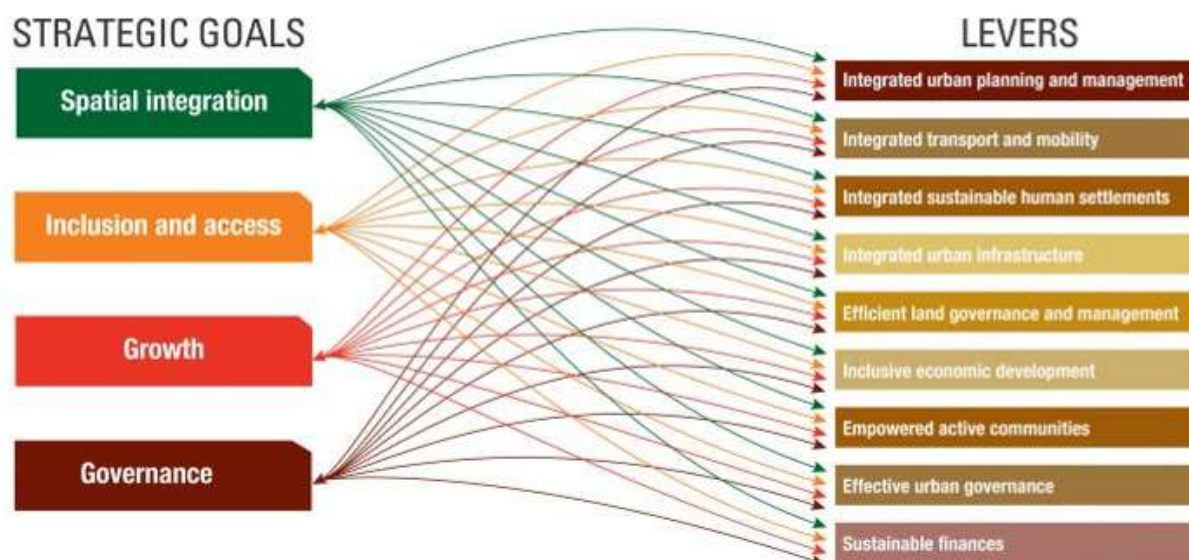 STRATEGIC GOALS
Spatial integration
Inclusion and access
Growth
Governance
LEVERS
Integrated urban planning and management
Integrated transport and mobility
Integrated sustainable human settlements
Integrated urban infrastructure
Efficient land governance and management
Inclusive economic development
Empowered active communities
Effective urban governance
Sustainable finances